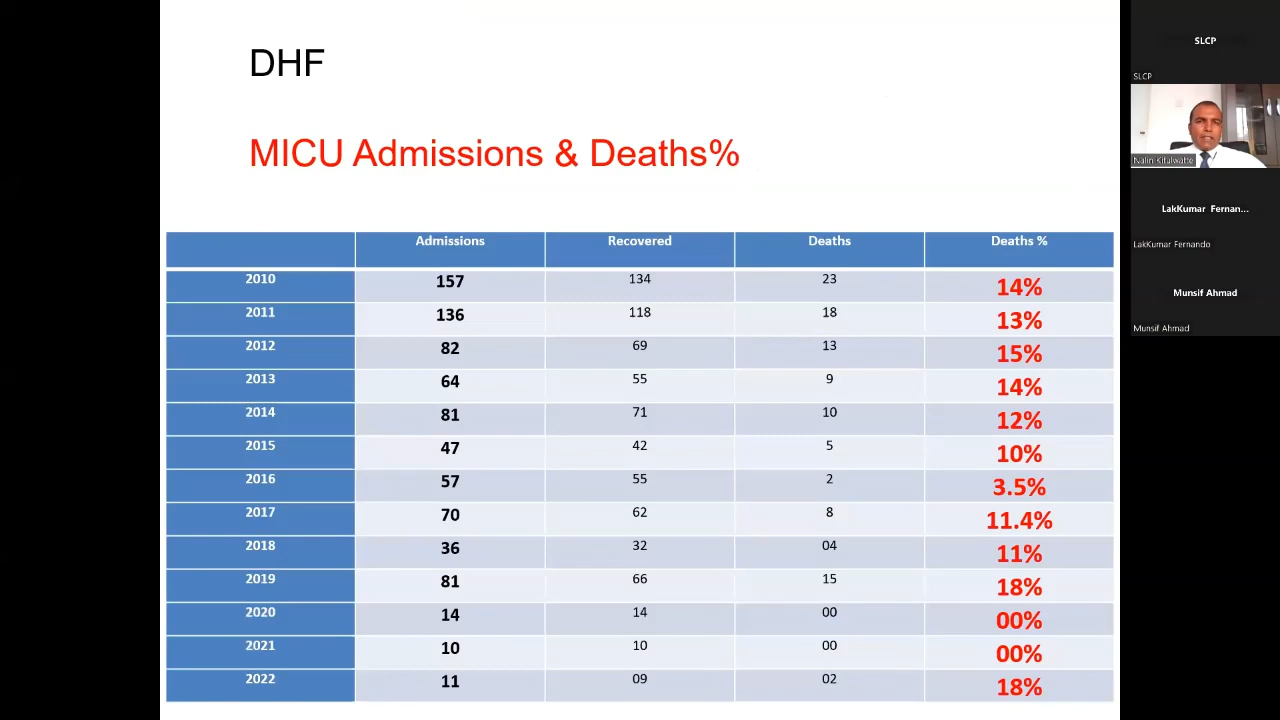 DHF
MICU Admissions & Deaths%
Admissions Recovered Deaths Deaths %
2010 157 134 23 14%
2011 136 118 18 13%
2012 82 69 13 15%
2013 64 55 9 14%
2014 81 71 10 12%
2015 47 42 5 10%
2016 57 55 2 3.5%
2017 70 62 8 11.4%
2018 36 32 04 11%
2019 81 66 15 18%
2020 14 14 00 00%
2021 10 10 00 00%
2022 11 09 02 18%
SLCP
SLCP
Nalin Kitulwatte
LakKumar Fernan...
LakKumar Fernando
Munsif Ahmad
Munsif Ahmad